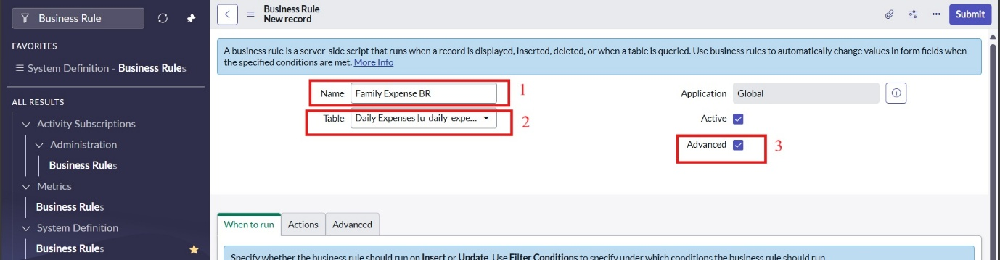 Business Rule
FAVORITES
System Definition - Business Rules
ALL RESULTS
Activity Subscriptions
Administration
Business Rules
Metrics
Business Rules
System Definition
Business Rules
Business Rule
New record
Submit
A business rule is a server-side script that runs when a record is displayed, inserted, deleted, or when a table is queried. Use business rules to automatically change values in form fields when
the specified conditions are met. More Info
Name Family Expense BR 1
Table Daily Expenses [u_daily_expe... 2
Application Global
Active
Advanced 3
When to run Actions Advanced
Specify whether the business rule should run on Insert or Update. Use Filter Conditions to specify under which conditions the business rule should run.